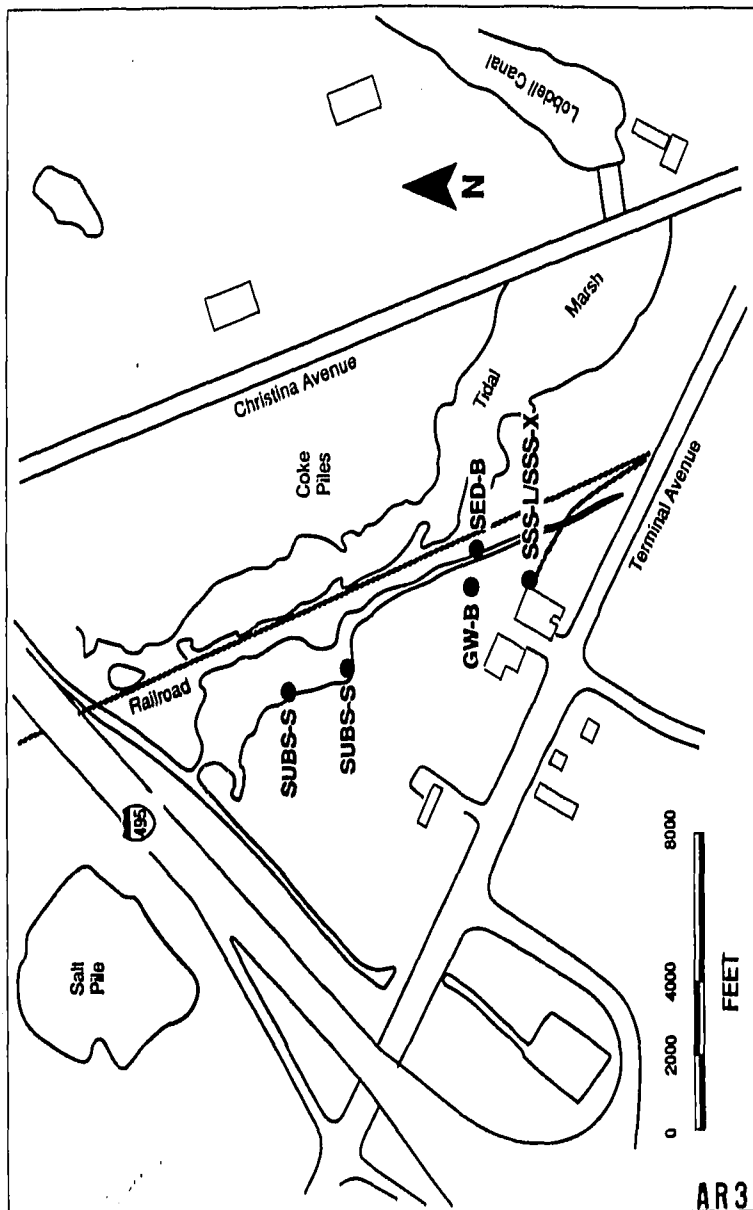 Lobdell Canal
N
Christina Avenue
Marsh
Tidal
Coke
Piles
SED-B
SSS-L/SSS-X
Terminal Avenue
GW-B
Railroad
SUBS-S
SUBS-S
495
Salt
Pile
0 2000 4000 8000
FEET
AR3